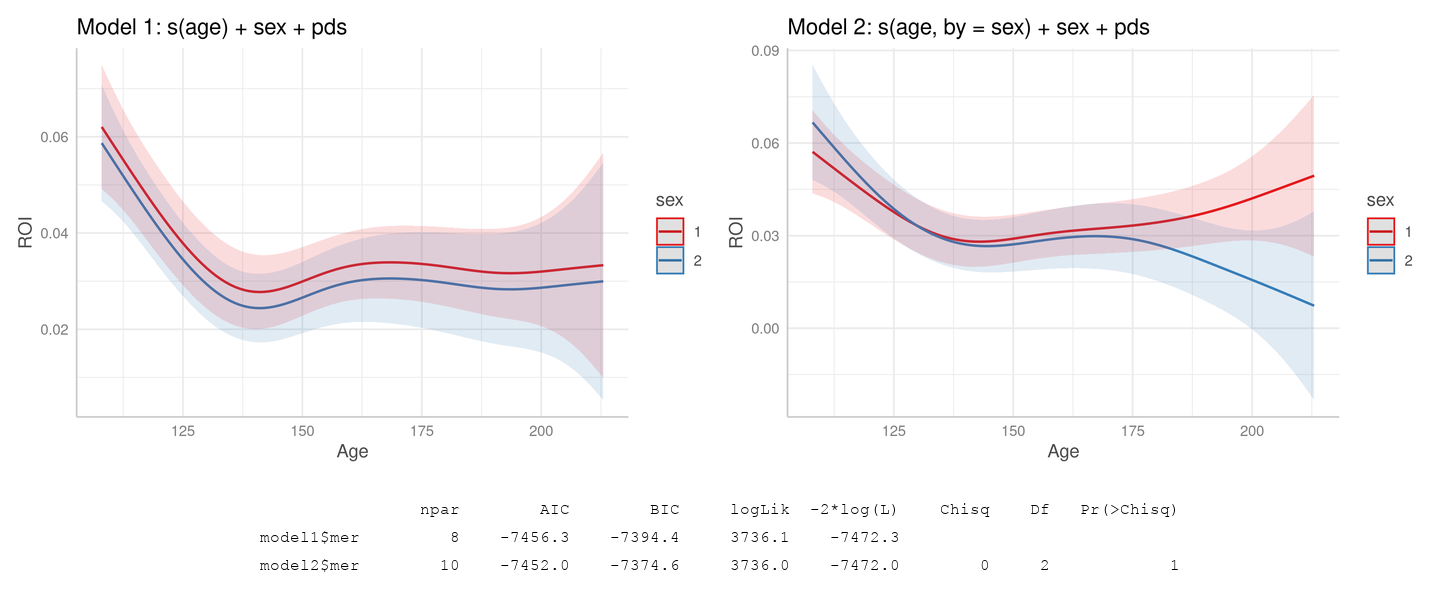 Model 1: s(age) + sex + pds
0.06
0.04
0.02
ROI
125 150 175 200
Age
sex
1
2
Model 2: s(age, by = sex) + sex + pds
0.09
0.06
0.03
0.00
ROI
125 150 175 200
Age
sex
1
2
npar AIC BIC logLik -2*log(L) Chisq Df Pr(>Chisq)
model1$mer 8 -7456.3 -7394.4 3736.1 -7472.3
model2$mer 10 -7452.0 -7374.6 3736.0 -7472.0 0 2 1